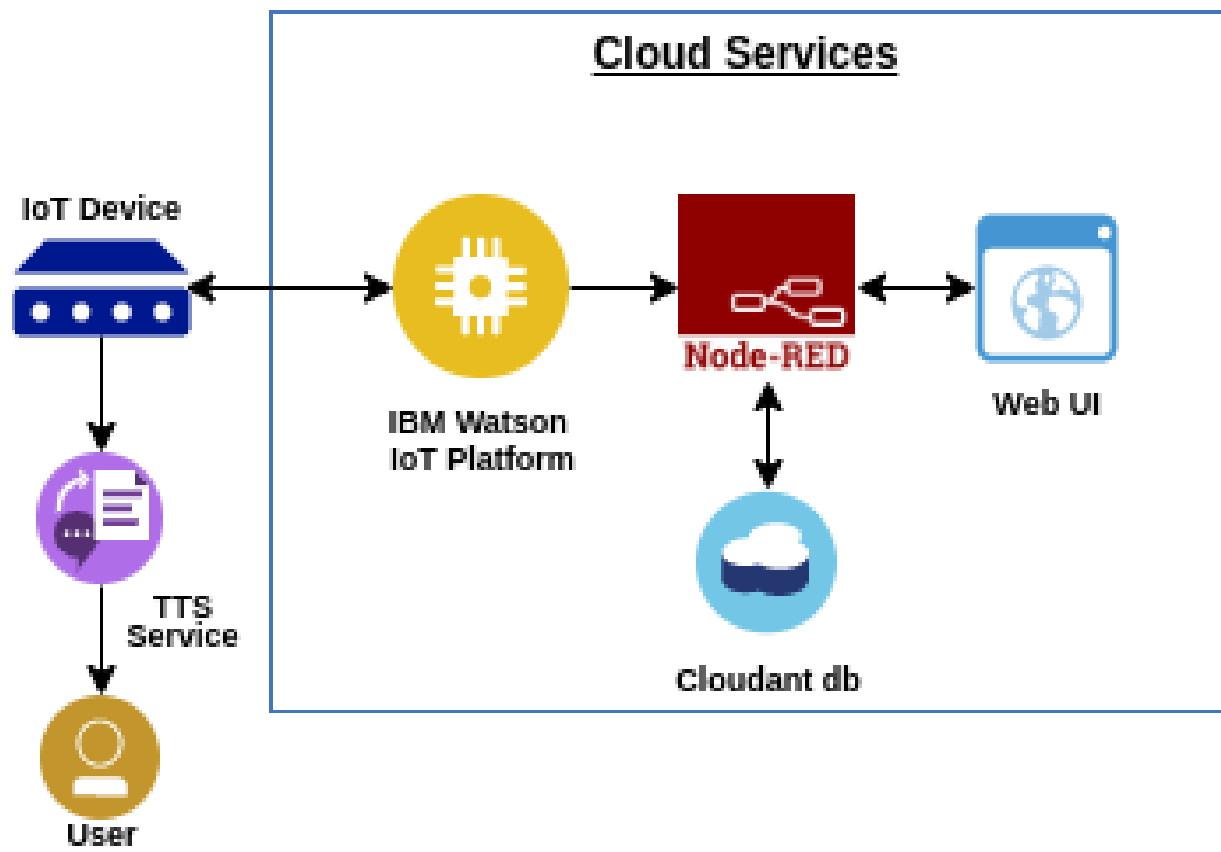 Cloud Services
IoT Device
Node-RED
Web UI
IBM Watson
IoT Platform
TTS
Service
Cloudant db
User